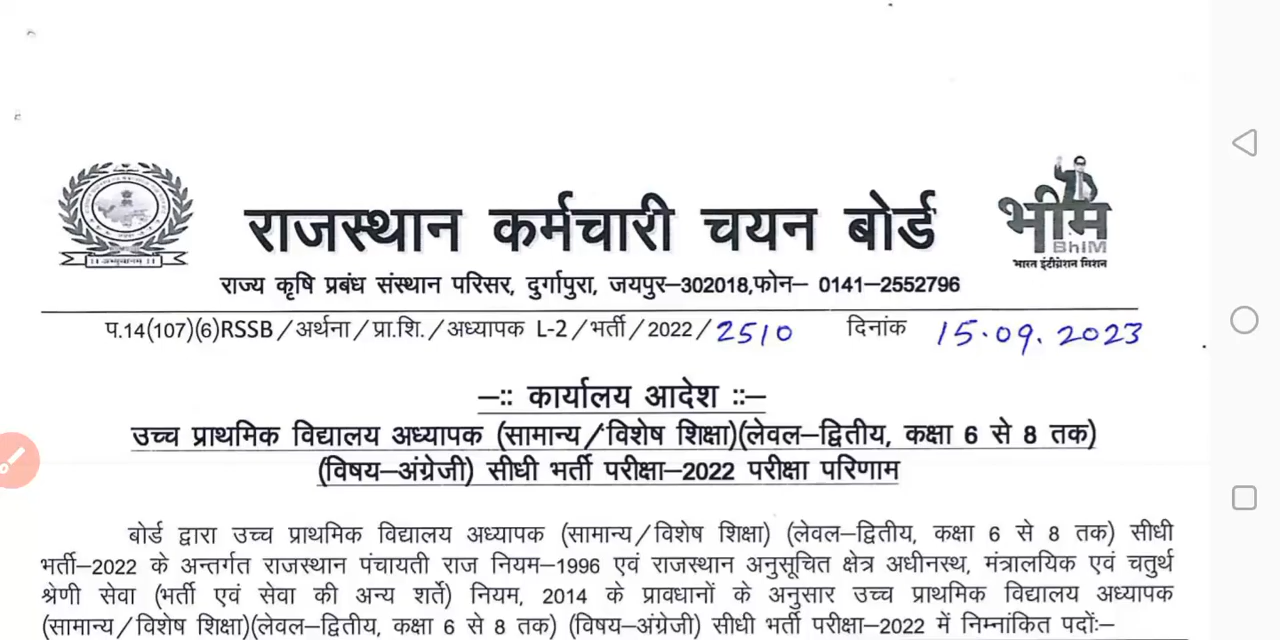 राजस्थान कर्मचारी चयन बोर्ड
भीम
BhIM
भारत इंटीग्रेशन मिशन
राज्य कृषि प्रबंध संस्थान परिसर, दुर्गापुरा, जयपुर–302018,फोन– 0141–2552796
प.14(107)(6)RSSB/अर्थना/प्रा.शि./अध्यापक L-2/भर्ती/2022/2510 दिनांक 15.09.2023
–:: कार्यालय आदेश ::–
उच्च प्राथमिक विद्यालय अध्यापक (सामान्य/विशेष शिक्षा)(लेवल–द्वितीय, कक्षा 6 से 8 तक)
(विषय–अंग्रेजी) सीधी भर्ती परीक्षा–2022 परीक्षा परिणाम
बोर्ड द्वारा उच्च प्राथमिक विद्यालय अध्यापक (सामान्य/विशेष शिक्षा) (लेवल–द्वितीय, कक्षा 6 से 8 तक) सीधी
भर्ती–2022 के अन्तर्गत राजस्थान पंचायती राज नियम–1996 एवं राजस्थान अनुसूचित क्षेत्र अधीनस्थ, मंत्रालयिक एवं चतुर्थ
श्रेणी सेवा (भर्ती एवं सेवा की अन्य शर्ते) नियम, 2014 के प्रावधानों के अनुसार उच्च प्राथमिक विद्यालय अध्यापक
(सामान्य/विशेष शिक्षा)(लेवल–द्वितीय, कक्षा 6 से 8 तक) (विषय–अंग्रेजी) सीधी भर्ती परीक्षा–2022 में निम्नांकित पदों:–